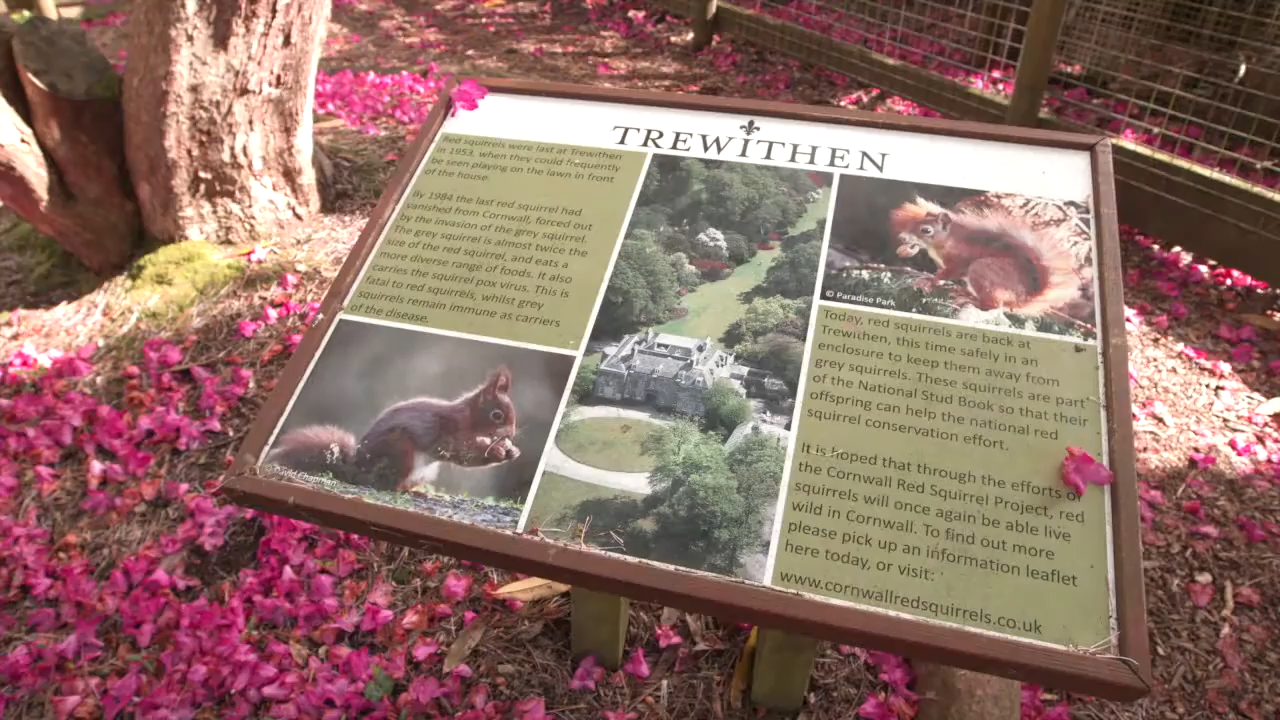 TREWITHEN
Red squirrels were last at Trewithen
in 1953, when they could frequently
be seen playing on the lawn in front
of the house.
By 1984 the last red squirrel had
vanished from Cornwall, forced out
by the invasion of the grey squirrel.
The grey squirrel is almost twice the
size of the red squirrel, and eats a
more diverse range of foods. It also
carries the squirrel pox virus. This is
fatal to red squirrels, whilst grey
squirrels remain immune as carriers
of the disease.
© David Chapman
© Paradise Park
Today, red squirrels are back at
Trewithen, this time safely in an
enclosure to keep them away from
grey squirrels. These squirrels are part
of the National Stud Book so that their
offspring can help the national red
squirrel conservation effort.
It is hoped that through the efforts of
the Cornwall Red Squirrel Project, red
squirrels will once again be able live
wild in Cornwall. To find out more
please pick up an information leaflet
here today, or visit:
www.cornwallredsquirrels.co.uk